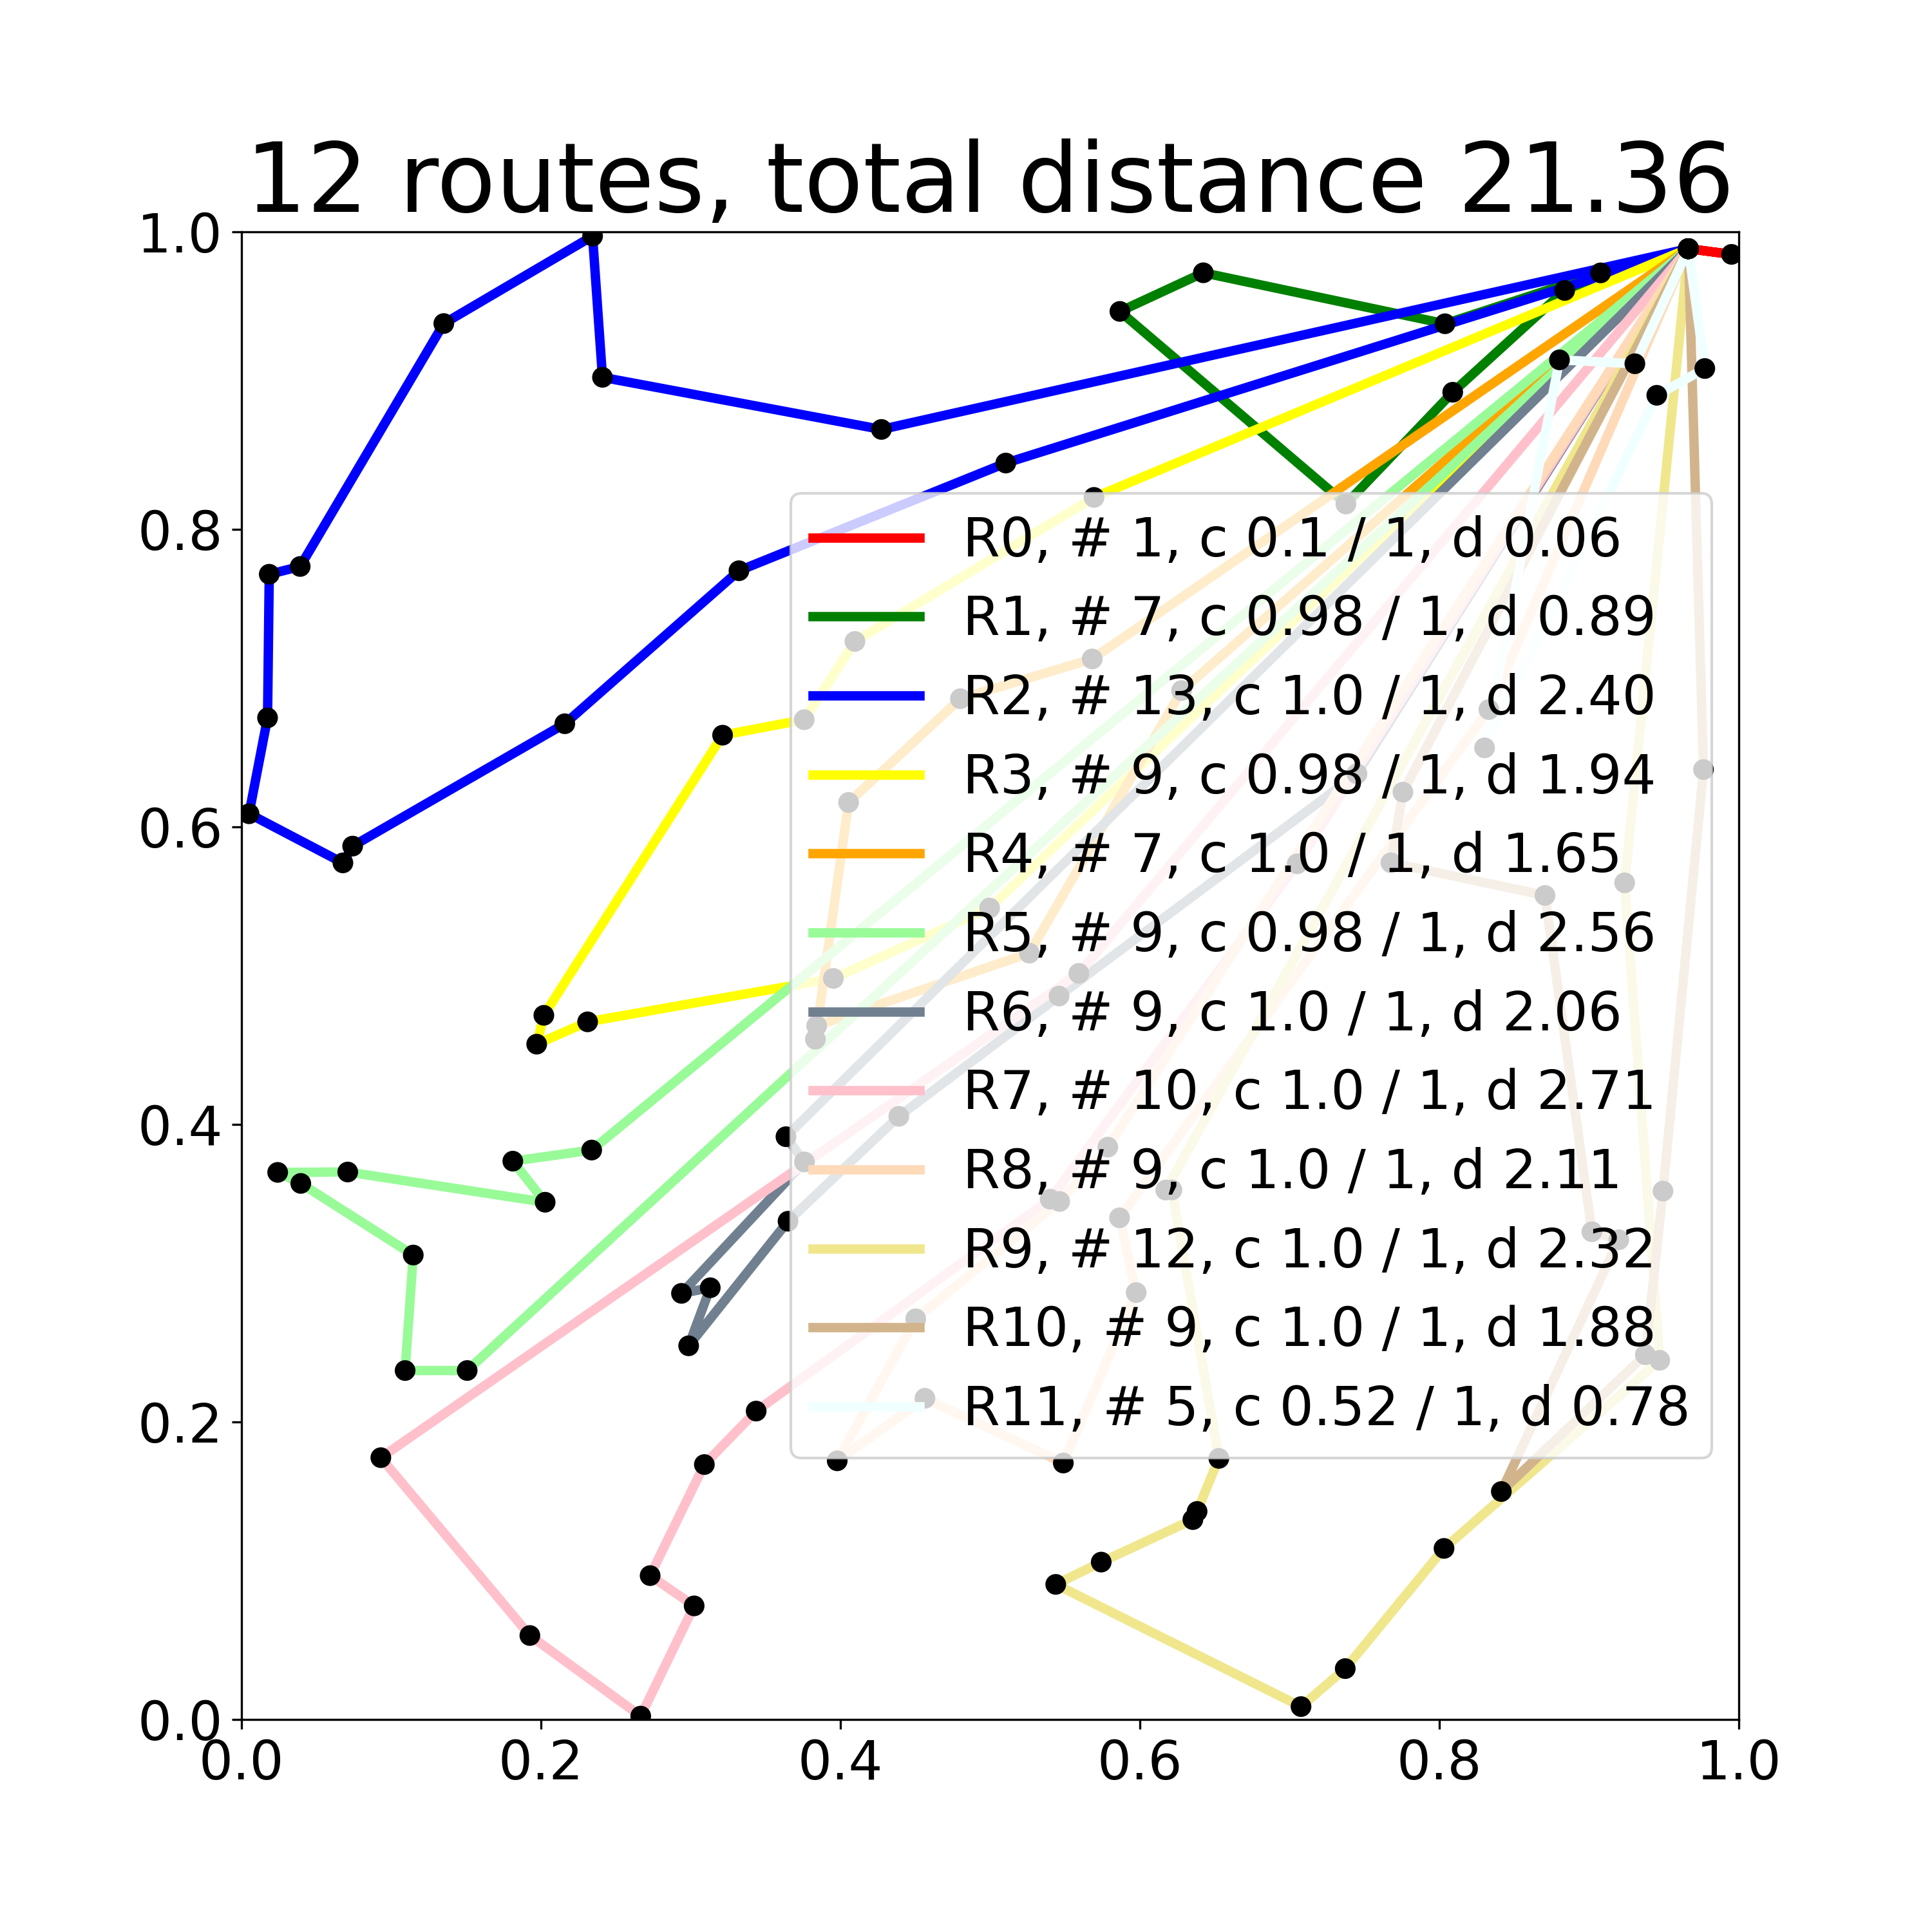 12 routes, total distance 21.36
1.0
0.8
0.6
0.4
0.2
0.0
R0, # 1, c 0.1 / 1, d 0.06
R1, # 7, c 0.98 / 1, d 0.89
R2, # 13, c 1.0 / 1, d 2.40
R3, # 9, c 0.98 / 1, d 1.94
R4, # 7, c 1.0 / 1, d 1.65
R5, # 9, c 0.98 / 1, d 2.56
R6, # 9, c 1.0 / 1, d 2.06
R7, # 10, c 1.0 / 1, d 2.71
R8, # 9, c 1.0 / 1, d 2.11
R9, # 12, c 1.0 / 1, d 2.32
R10, # 9, c 1.0 / 1, d 1.88
R11, # 5, c 0.52 / 1, d 0.78
0.0 0.2 0.4 0.6 0.8 1.0